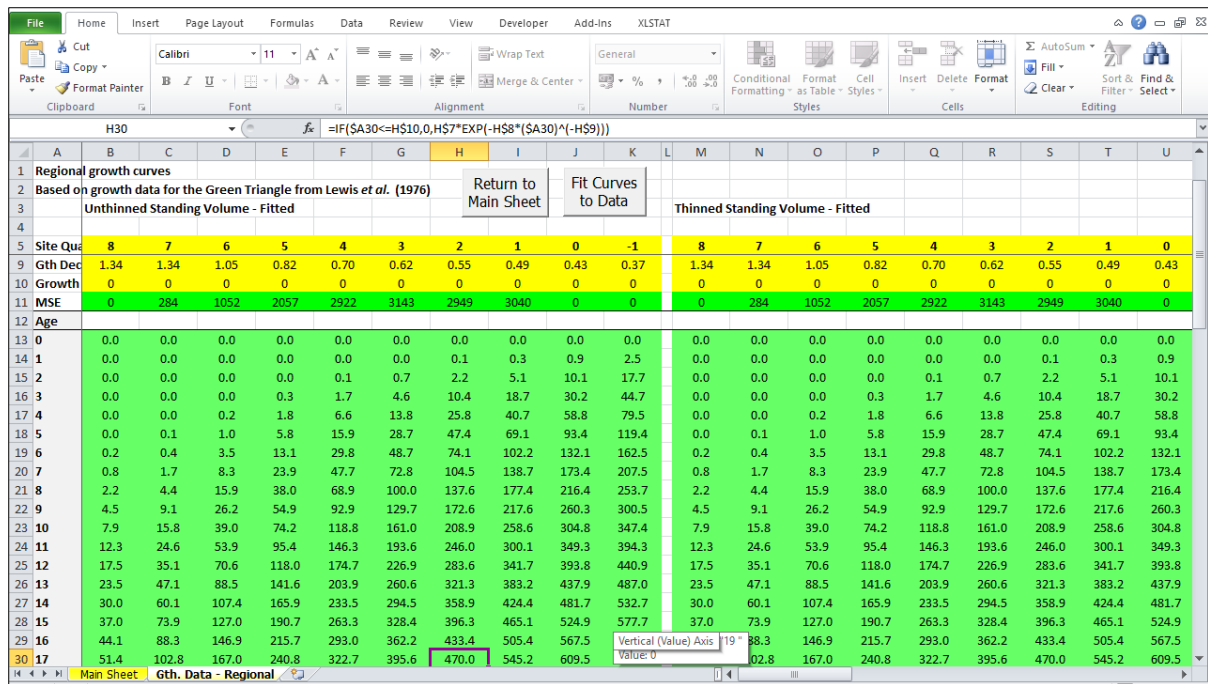 File Home Insert Page Layout Formulas Data Review View Developer Add-Ins XLSTAT
Cut Calibri 11 Wrap Text General Σ AutoSum
Copy Fill
Paste Format Painter B I U Merge & Center % , Conditional Format Cell Insert Delete Format Clear Sort & Find &
Formatting as Table Styles Filter Select
Clipboard Font Alignment Number Styles Cells Editing
H30 fx =IF($A30<=H$10,0,H$7*EXP(-H$8*($A30)^(-H$9)))
A B C D E F G H I J K L M N O P Q R S T U
1 Regional growth curves
2 Based on growth data for the Green Triangle from Lewis et al. (1976) Return to Main Sheet Fit Curves to Data
3 Unthinned Standing Volume - Fitted Thinned Standing Volume - Fitted
4
5 Site Qua 8 7 6 5 4 3 2 1 0 -1 8 7 6 5 4 3 2 1 0
9 Gth Dec 1.34 1.34 1.05 0.82 0.70 0.62 0.55 0.49 0.43 0.37 1.34 1.34 1.05 0.82 0.70 0.62 0.55 0.49 0.43
10 Growth 0 0 0 0 0 0 0 0 0 0 0 0 0 0 0 0 0 0 0
11 MSE 0 284 1052 2057 2922 3143 2949 3040 0 0 0 284 1052 2057 2922 3143 2949 3040 0
12 Age
13 0 0.0 0.0 0.0 0.0 0.0 0.0 0.0 0.0 0.0 0.0 0.0 0.0 0.0 0.0 0.0 0.0 0.0 0.0 0.0
14 1 0.0 0.0 0.0 0.0 0.0 0.0 0.1 0.3 0.9 2.5 0.0 0.0 0.0 0.0 0.0 0.0 0.1 0.3 0.9
15 2 0.0 0.0 0.0 0.0 0.1 0.7 2.2 5.1 10.1 17.7 0.0 0.0 0.0 0.0 0.1 0.7 2.2 5.1 10.1
16 3 0.0 0.0 0.0 0.3 1.7 4.6 10.4 18.7 30.2 44.7 0.0 0.0 0.0 0.3 1.7 4.6 10.4 18.7 30.2
17 4 0.0 0.0 0.2 1.8 6.6 13.8 25.8 40.7 58.8 79.5 0.0 0.0 0.2 1.8 6.6 13.8 25.8 40.7 58.8
18 5 0.0 0.1 1.0 5.8 15.9 28.7 47.4 69.1 93.4 119.4 0.0 0.1 1.0 5.8 15.9 28.7 47.4 69.1 93.4
19 6 0.2 0.4 3.5 13.1 29.8 48.7 74.1 102.2 132.1 162.5 0.2 0.4 3.5 13.1 29.8 48.7 74.1 102.2 132.1
20 7 0.8 1.7 8.3 23.9 47.7 72.8 104.5 138.7 173.4 207.5 0.8 1.7 8.3 23.9 47.7 72.8 104.5 138.7 173.4
21 8 2.2 4.4 15.9 38.0 68.9 100.0 137.6 177.4 216.4 253.7 2.2 4.4 15.9 38.0 68.9 100.0 137.6 177.4 216.4
22 9 4.5 9.1 26.2 54.9 92.9 129.7 172.6 217.6 260.3 300.5 4.5 9.1 26.2 54.9 92.9 129.7 172.6 217.6 260.3
23 10 7.9 15.8 39.0 74.2 118.8 161.0 208.9 258.6 304.8 347.4 7.9 15.8 39.0 74.2 118.8 161.0 208.9 258.6 304.8
24 11 12.3 24.6 53.9 95.4 146.3 193.6 246.0 300.1 349.3 394.3 12.3 24.6 53.9 95.4 146.3 193.6 246.0 300.1 349.3
25 12 17.5 35.1 70.6 118.0 174.7 226.9 283.6 341.7 393.8 440.9 17.5 35.1 70.6 118.0 174.7 226.9 283.6 341.7 393.8
26 13 23.5 47.1 88.5 141.6 203.9 260.6 321.3 383.2 437.9 487.0 23.5 47.1 88.5 141.6 203.9 260.6 321.3 383.2 437.9
27 14 30.0 60.1 107.4 165.9 233.5 294.5 358.9 424.4 481.7 532.7 30.0 60.1 107.4 165.9 233.5 294.5 358.9 424.4 481.7
28 15 37.0 73.9 127.0 190.7 263.3 328.4 396.3 465.1 524.9 577.7 37.0 73.9 127.0 190.7 263.3 328.4 396.3 465.1 524.9
29 16 44.1 88.3 146.9 215.7 293.0 362.2 433.4 505.4 567.5 Vertical (Value) Axis "19 " 88.3 146.9 215.7 293.0 362.2 433.4 505.4 567.5
30 17 51.4 102.8 167.0 240.8 322.7 395.6 470.0 545.2 609.5 Value: 0 02.8 167.0 240.8 322.7 395.6 470.0 545.2 609.5
Main Sheet Gth. Data - Regional